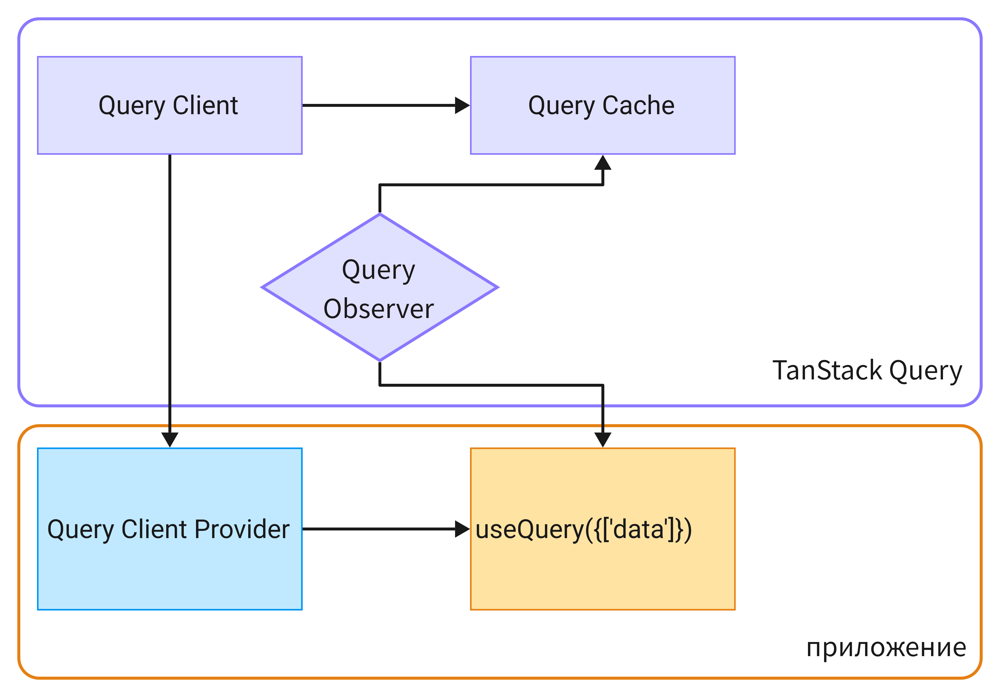 Query Client
Query Cache
Query
Observer
TanStack Query
Query Client Provider
useQuery({['data']})
приложение